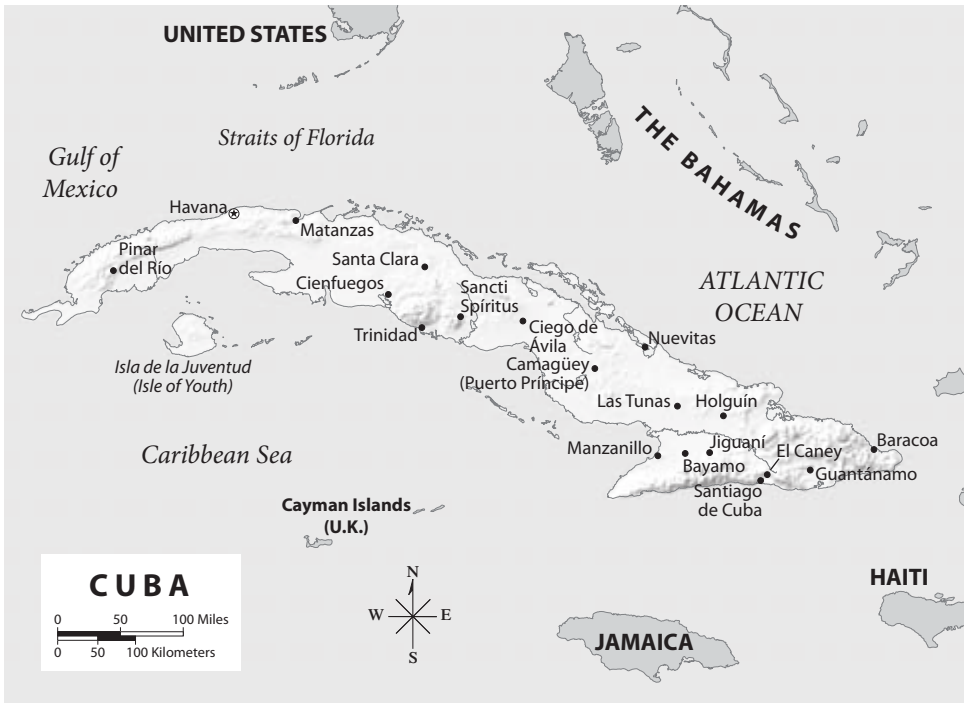 UNITED STATES
Straits of Florida
Gulf of
Mexico
THE BAHAMAS
Havana
Matanzas
Pinar
del Río
Santa Clara
Cienfuegos
Sancti
Spíritus
ATLANTIC
OCEAN
Trinidad
Ciego de
Ávila
Nuevitas
Isla de la Juventud
(Isle of Youth)
Camagüey
(Puerto Príncipe)
Las Tunas
Holguín
Caribbean Sea
Manzanillo
Jiguaní
El Caney
Baracoa
Bayamo
Guantánamo
Santiago
de Cuba
Cayman Islands
(U.K.)
CUBA
0 50 100 Miles
0 50 100 Kilometers
N
W E
S
JAMAICA
HAITI